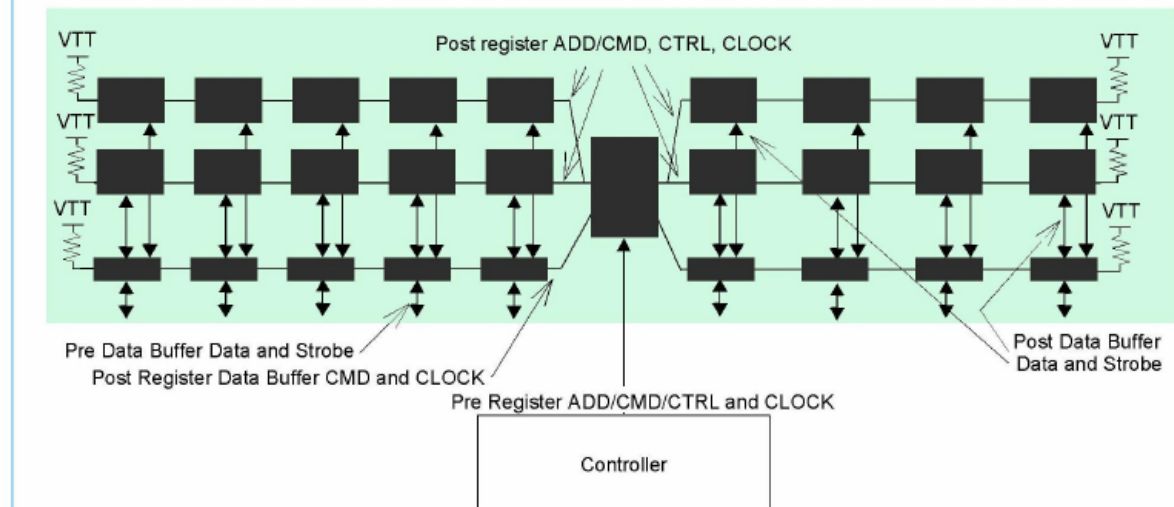 VTT
Post register ADD/CMD, CTRL, CLOCK
VTT
VTT
VTT
VTT
VTT
Pre Data Buffer Data and Strobe
Post Register Data Buffer CMD and CLOCK
Post Data Buffer
Data and Strobe
Pre Register ADD/CMD/CTRL and CLOCK
Controller